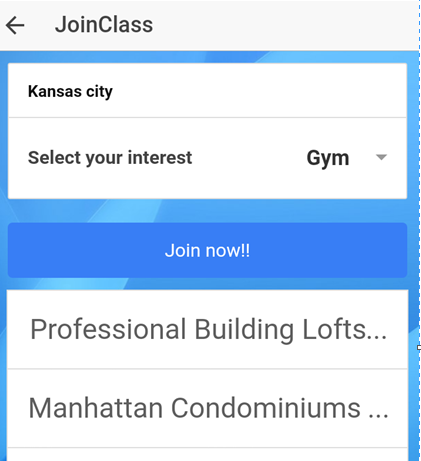 JoinClass
Kansas city
Select your interest Gym
Join now!!
Professional Building Lofts...
Manhattan Condominiums ...